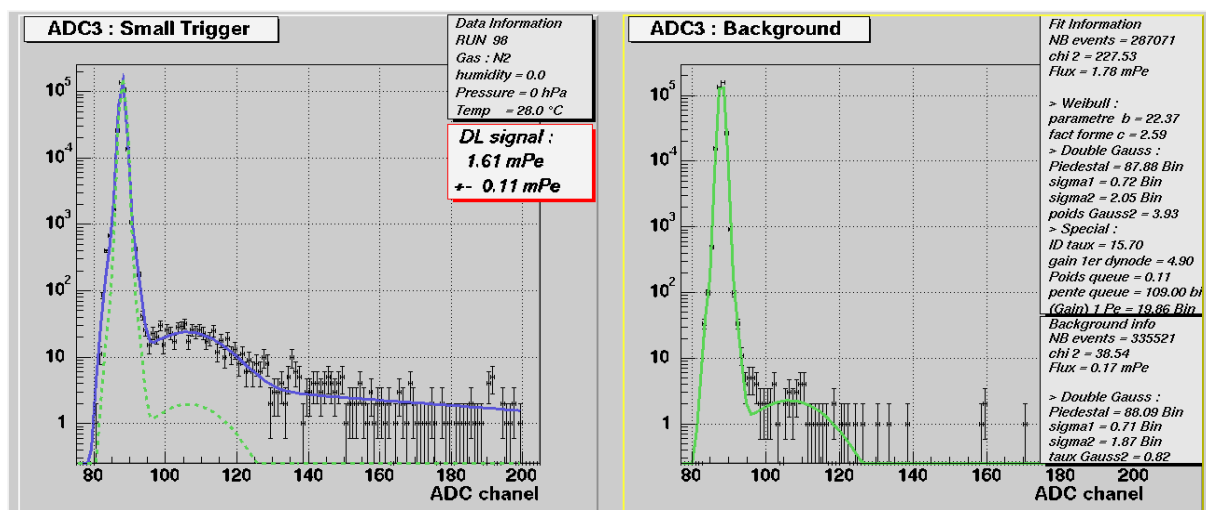 ADC3 : Small Trigger
Data Information
RUN 98
Gas : N2
humidity = 0.0
Pressure = 0 hPa
Temp = 28.0 °C
DL signal :
1.61 mPe
+- 0.11 mPe
10^5
10^4
10^3
10^2
10
1
80 100 120 140 160 180 200
ADC chanel
ADC3 : Background
Fit Information
NB events = 287071
chi 2 = 227.53
Flux = 1.78 mPe
> Weibull :
parametre b = 22.37
fact forme c = 2.59
> Double Gauss :
Piedestal = 87.88 Bin
sigma1 = 0.72 Bin
sigma2 = 2.05 Bin
poids Gauss2 = 3.93
> Special :
ID taux = 15.70
gain 1er dynode = 4.90
Poids queue = 0.11
pente queue = 109.00 bi
(Gain) 1 Pe = 19.86 Bin
Background info
NB events = 335521
chi 2 = 38.54
Flux = 0.17 mPe
> Double Gauss :
Piedestal = 88.09 Bin
sigma1 = 0.71 Bin
sigma2 = 1.87 Bin
taux Gauss2 = 0.82
10^5
10^4
10^3
10^2
10
1
80 100 120 140 160 180 200
ADC chanel